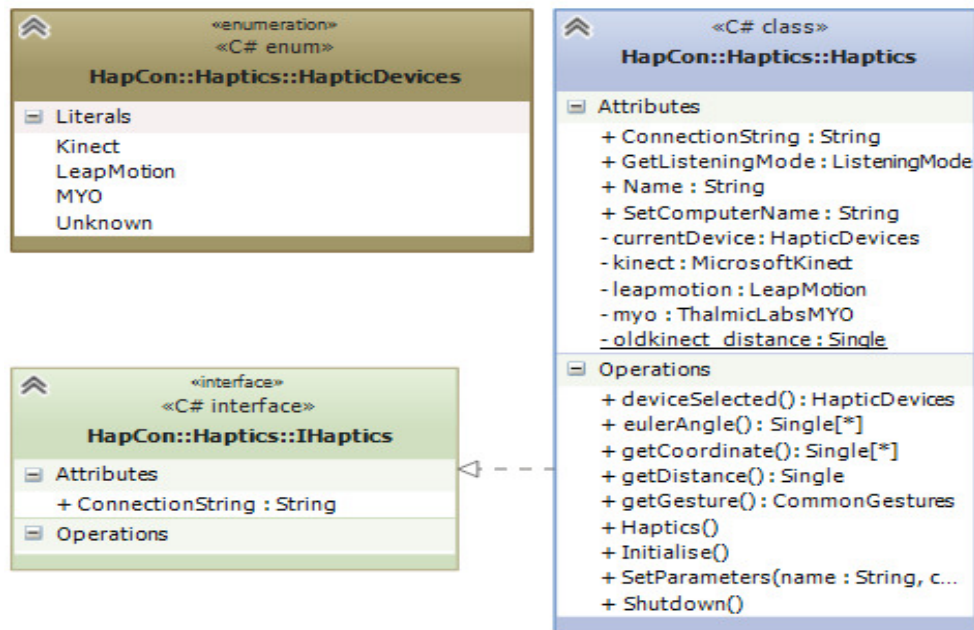 «enumeration»
«C# enum»
HapCon::Haptics::HapticDevices
Literals
Kinect
LeapMotion
MYO
Unknown
«interface»
«C# interface»
HapCon::Haptics::IHaptics
Attributes
+ ConnectionString : String
Operations
«C# class»
HapCon::Haptics::Haptics
Attributes
+ ConnectionString : String
+ GetListeningMode : ListeningMode
+ Name : String
+ SetComputerName : String
- currentDevice : HapticDevices
- kinect : MicrosoftKinect
- leapmotion : LeapMotion
- myo : ThalmicLabsMYO
- oldkinect_distance : Single
Operations
+ deviceSelected() : HapticDevices
+ eulerAngle() : Single[*]
+ getCoordinate() : Single[*]
+ getDistance() : Single
+ getGesture() : CommonGestures
+ Haptics()
+ Initialise()
+ SetParameters(name : String, c...
+ Shutdown()